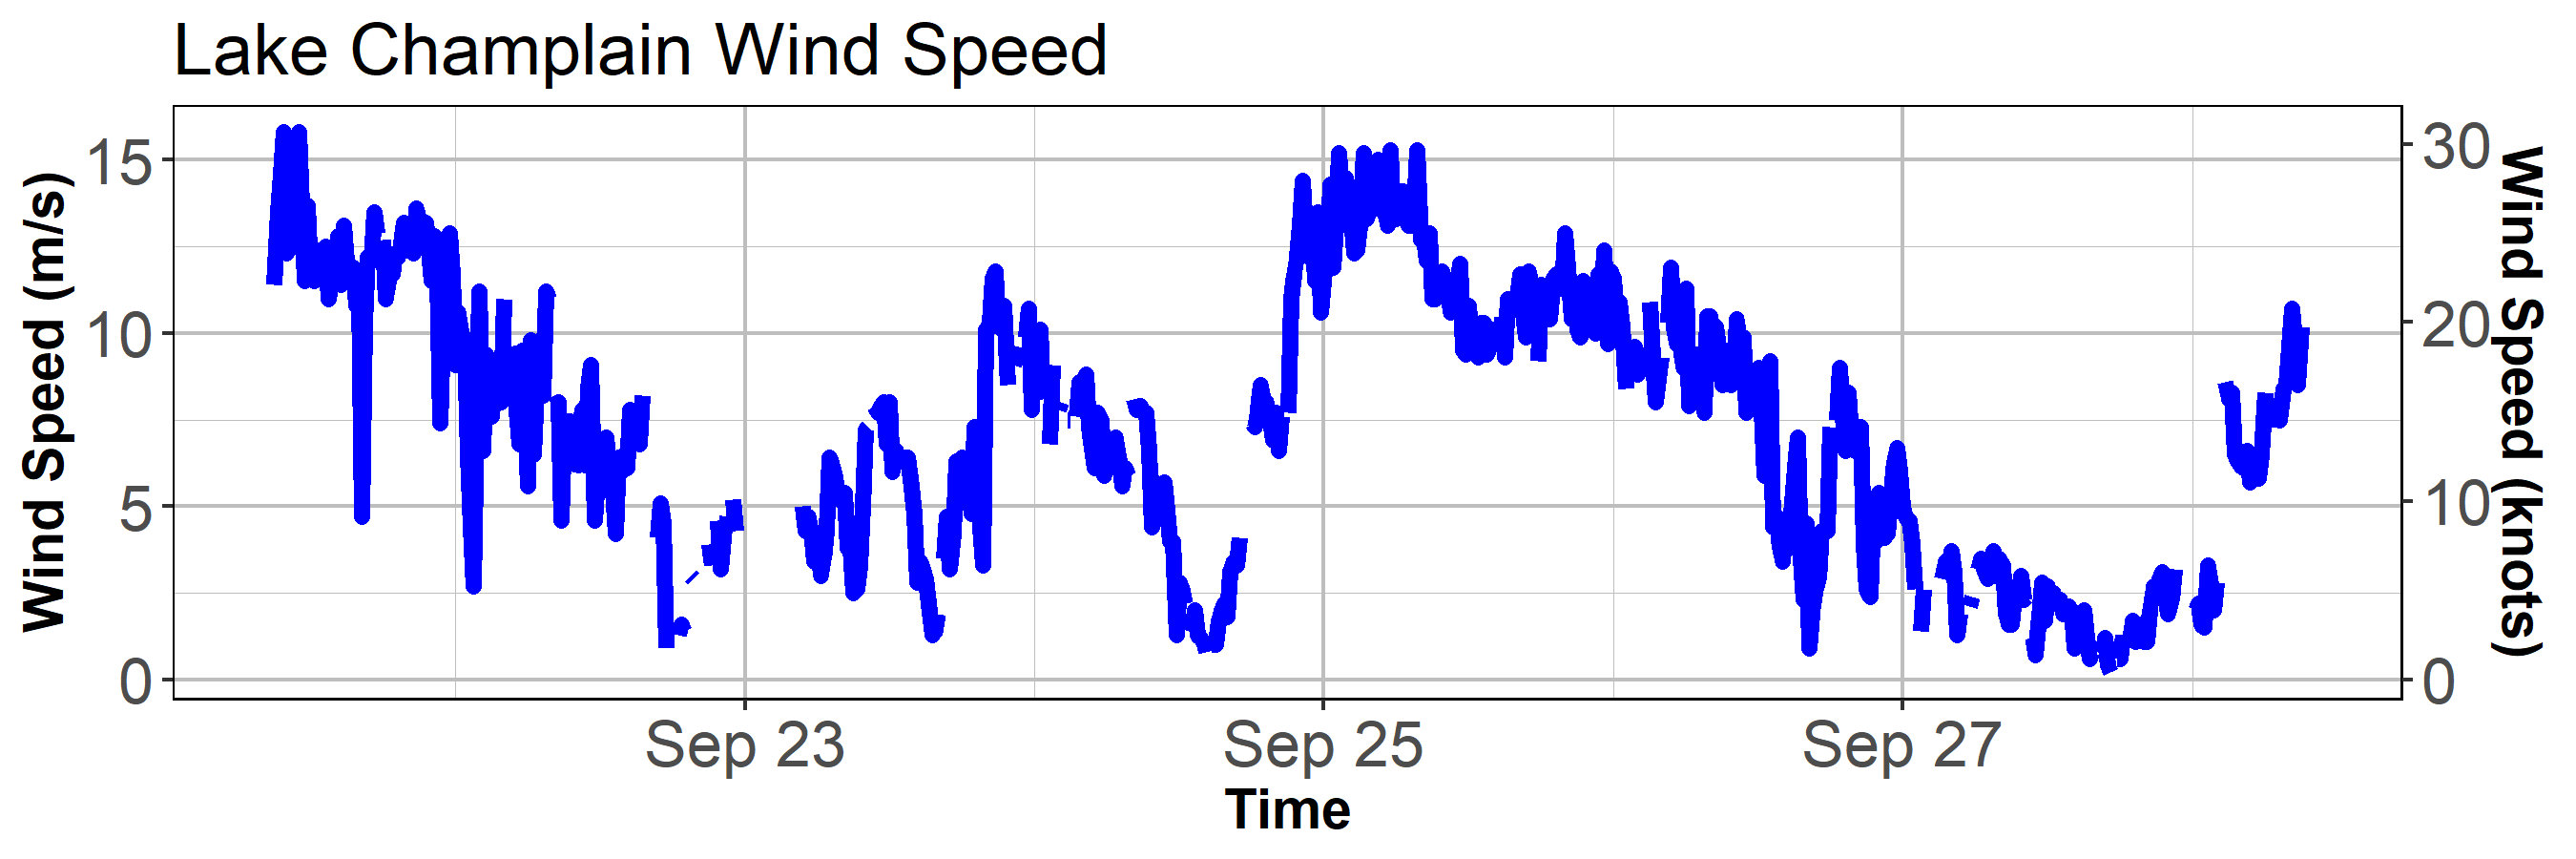 Lake Champlain Wind Speed
Wind Speed (m/s)
15
10
5
0
30
20
10
0
Wind Speed (knots)
Sep 23
Sep 25
Sep 27
Time